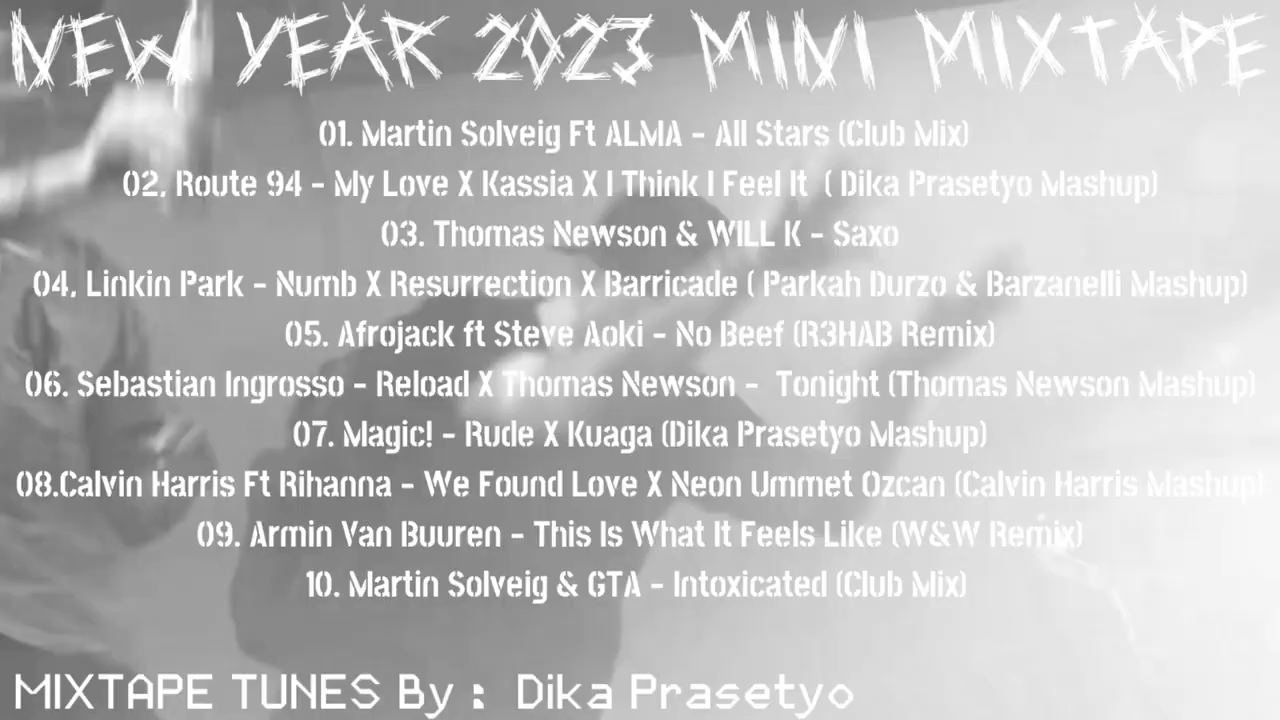 NEW YEAR 2023 MINI MIXTAPE
01. Martin Solveig Ft ALMA - All Stars (Club Mix)
02. Route 94 - My Love X Kassia X I Think I Feel It ( Dika Prasetyo Mashup)
03. Thomas Newson & WILL K - Saxo
04. Linkin Park - Numb X Resurrection X Barricade ( Parkah Durzo & Barzanelli Mashup)
05. Afrojack ft Steve Aoki - No Beef (R3HAB Remix)
06. Sebastian Ingrosso - Reload X Thomas Newson - Tonight (Thomas Newson Mashup)
07. Magic! - Rude X Kuaga (Dika Prasetyo Mashup)
08.Calvin Harris Ft Rihanna - We Found Love X Neon Ummet Ozcan (Calvin Harris Mashup)
09. Armin Van Buuren - This Is What It Feels Like (W&W Remix)
10. Martin Solveig & GTA - Intoxicated (Club Mix)
MIXTAPE TUNES By : Dika Prasetyo